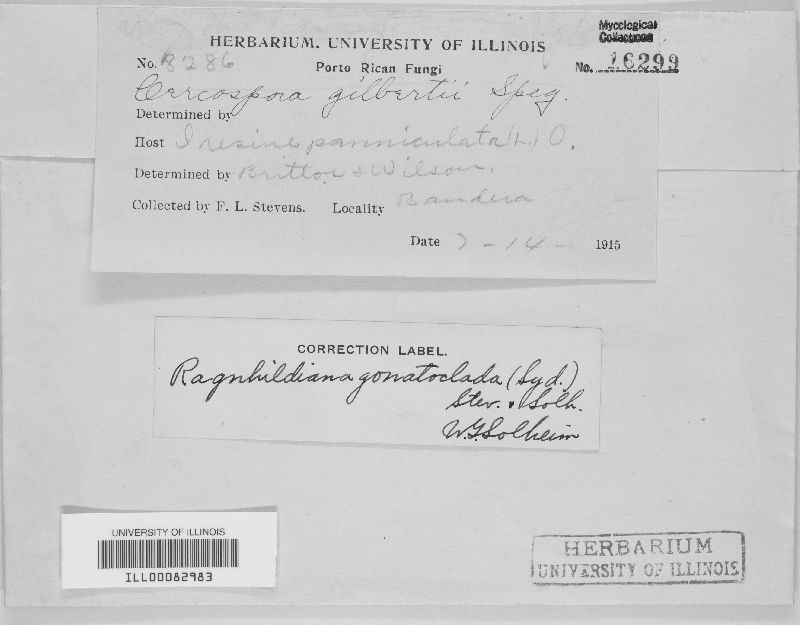 HERBARIUM, UNIVERSITY OF ILLINOIS
Mycological
Collections
No. 8286 Porto Rican Fungi No. 16299
Cercospora gilbertii Speg.
Determined by
Host Iresine panniculata (L.) O.
Determined by Britton & Wilson.
Collected by F. L. Stevens. Locality Bandera
Date 7-14- 1915
CORRECTION LABEL.
Ragnhildiana gonatoclada (Syd.)
Stev. & Solh.
W.G. Solheim
UNIVERSITY OF ILLINOIS
ILL00082983
HERBARIUM
UNIVERSITY OF ILLINOIS